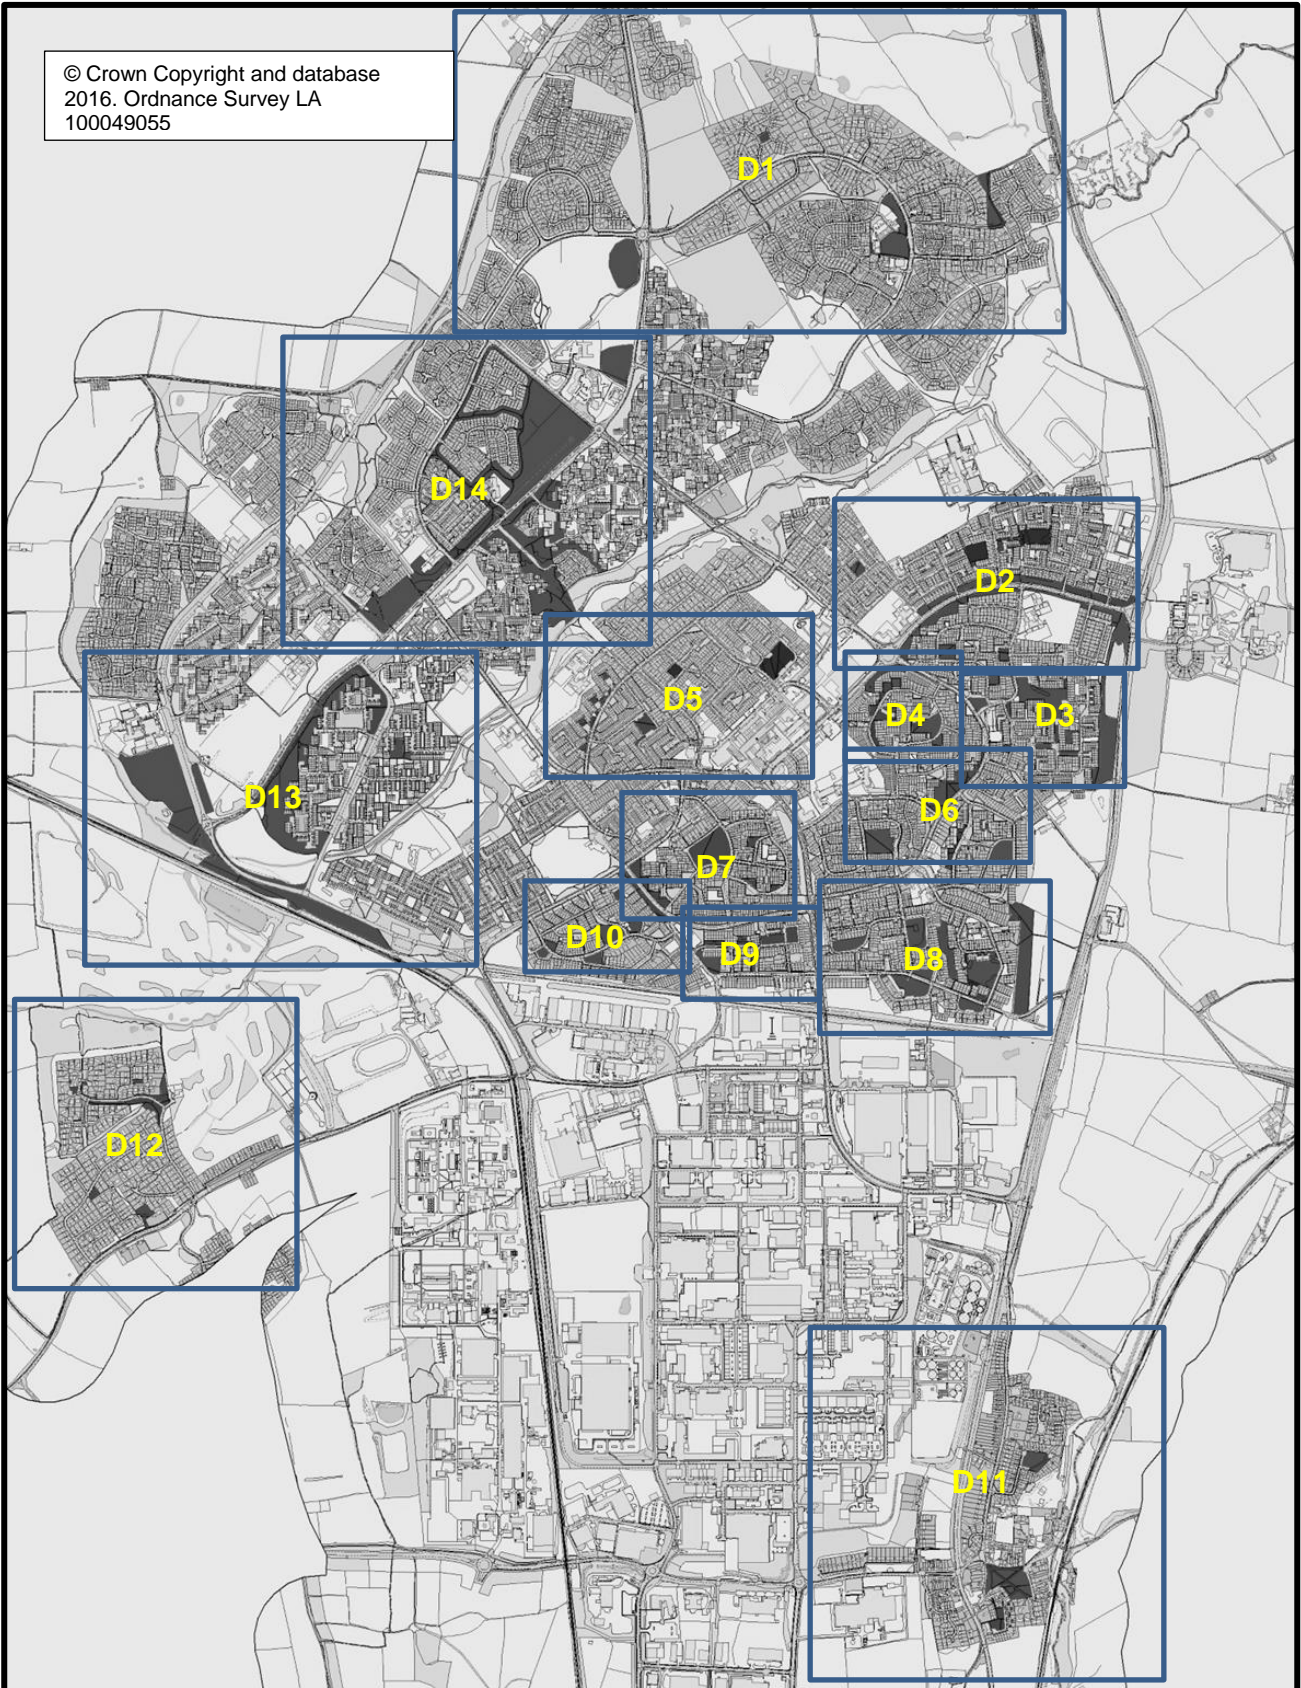 © Crown Copyright and database
2016. Ordnance Survey LA
100049055
D1
D14
D2
D5
D4
D3
D13
D6
D7
D10
D9
D8
D12
D11